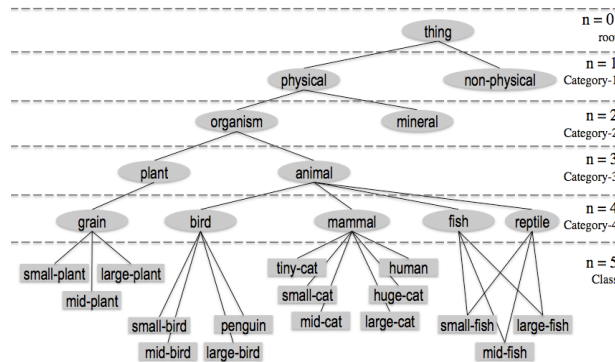 n = 0
thing
root
n = 1
physical
non-physical
Category-1
n = 2
organism
mineral
Category-2
n = 3
plant
animal
Category-3
n = 4
grain
bird
mammal
fish
reptile
Category-4
n = 5
Class
tiny-cat
human
small-plant
large-plant
small-cat
huge-cat
mid-plant
small-bird
penguin
mid-cat
large-cat
small-fish
large-fish
mid-bird
large-bird
mid-fish